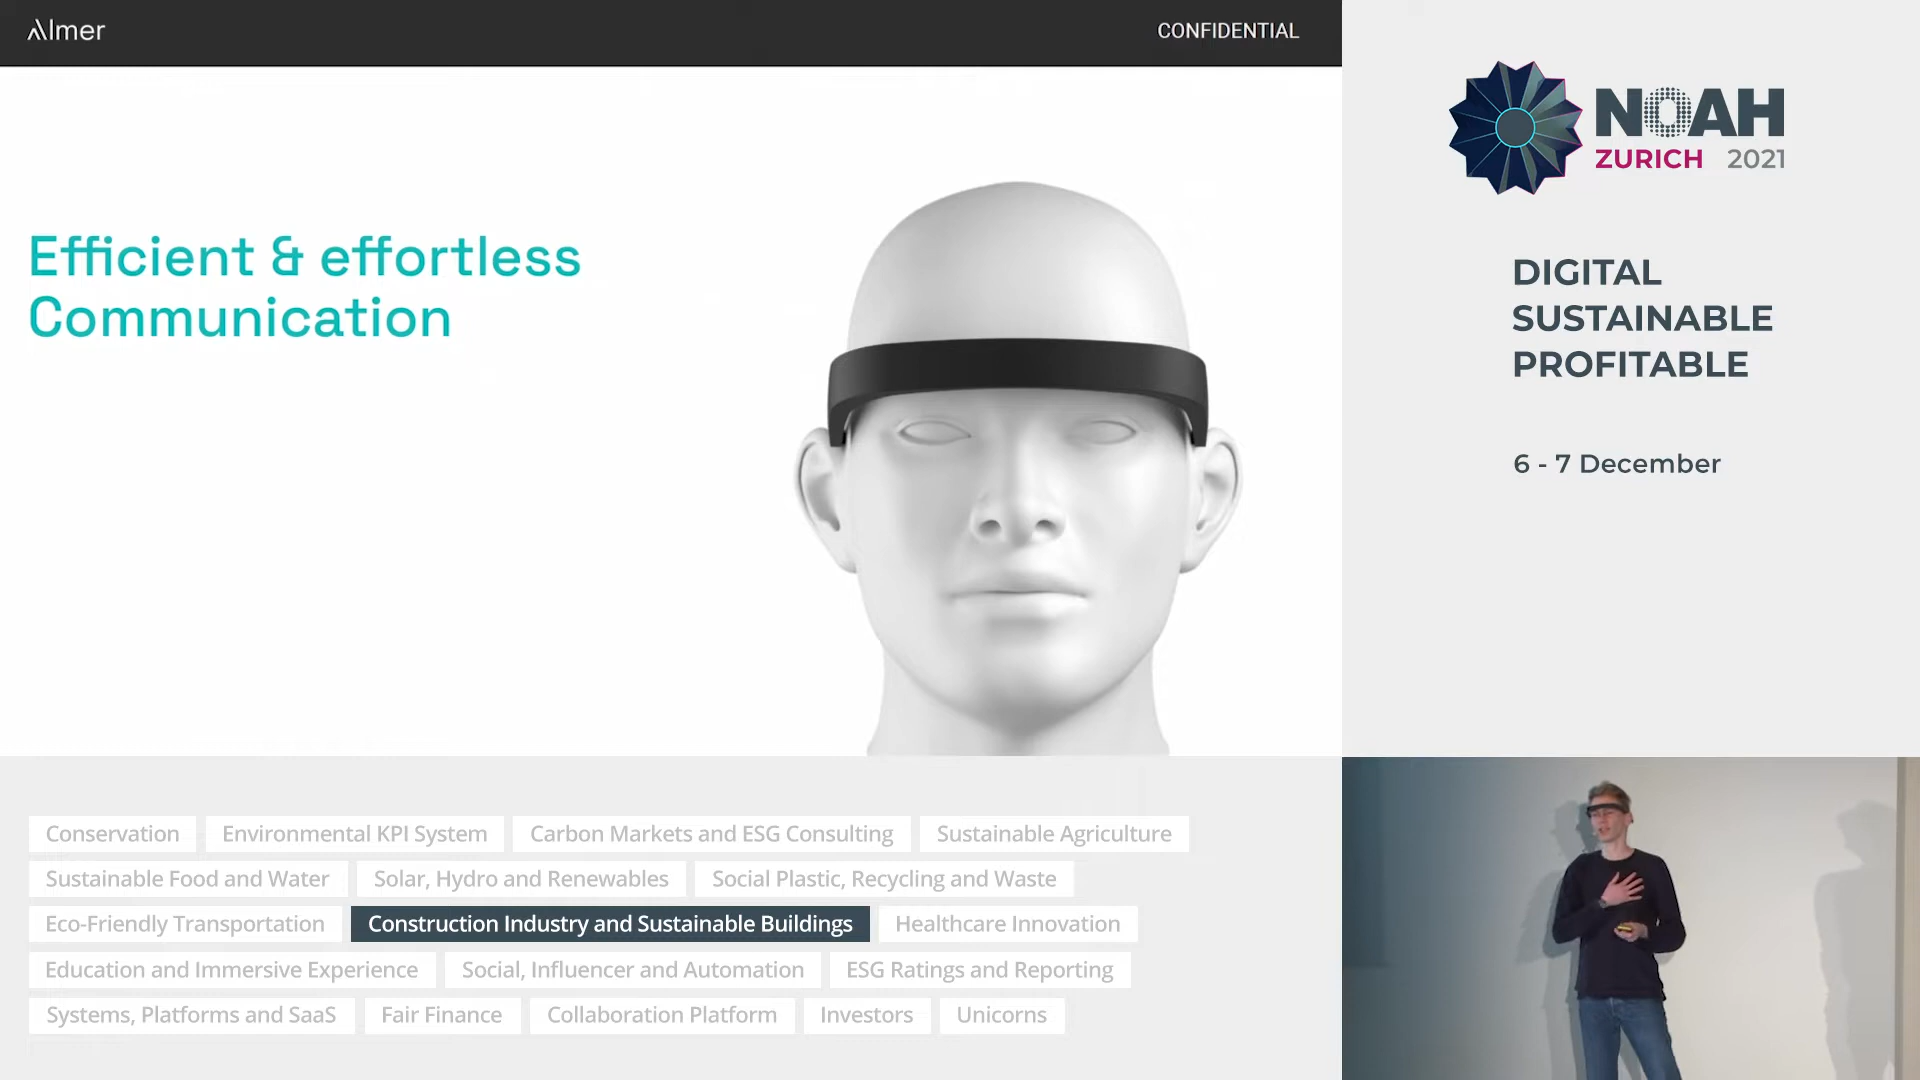 Almer
CONFIDENTIAL
Efficient & effortless
Communication
NOAH
ZURICH 2021
DIGITAL
SUSTAINABLE
PROFITABLE
6 - 7 December
Conservation
Environmental KPI System
Carbon Markets and ESG Consulting
Sustainable Agriculture
Sustainable Food and Water
Solar, Hydro and Renewables
Social Plastic, Recycling and Waste
Eco-Friendly Transportation
Construction Industry and Sustainable Buildings
Healthcare Innovation
Education and Immersive Experience
Social, Influencer and Automation
ESG Ratings and Reporting
Systems, Platforms and SaaS
Fair Finance
Collaboration Platform
Investors
Unicorns